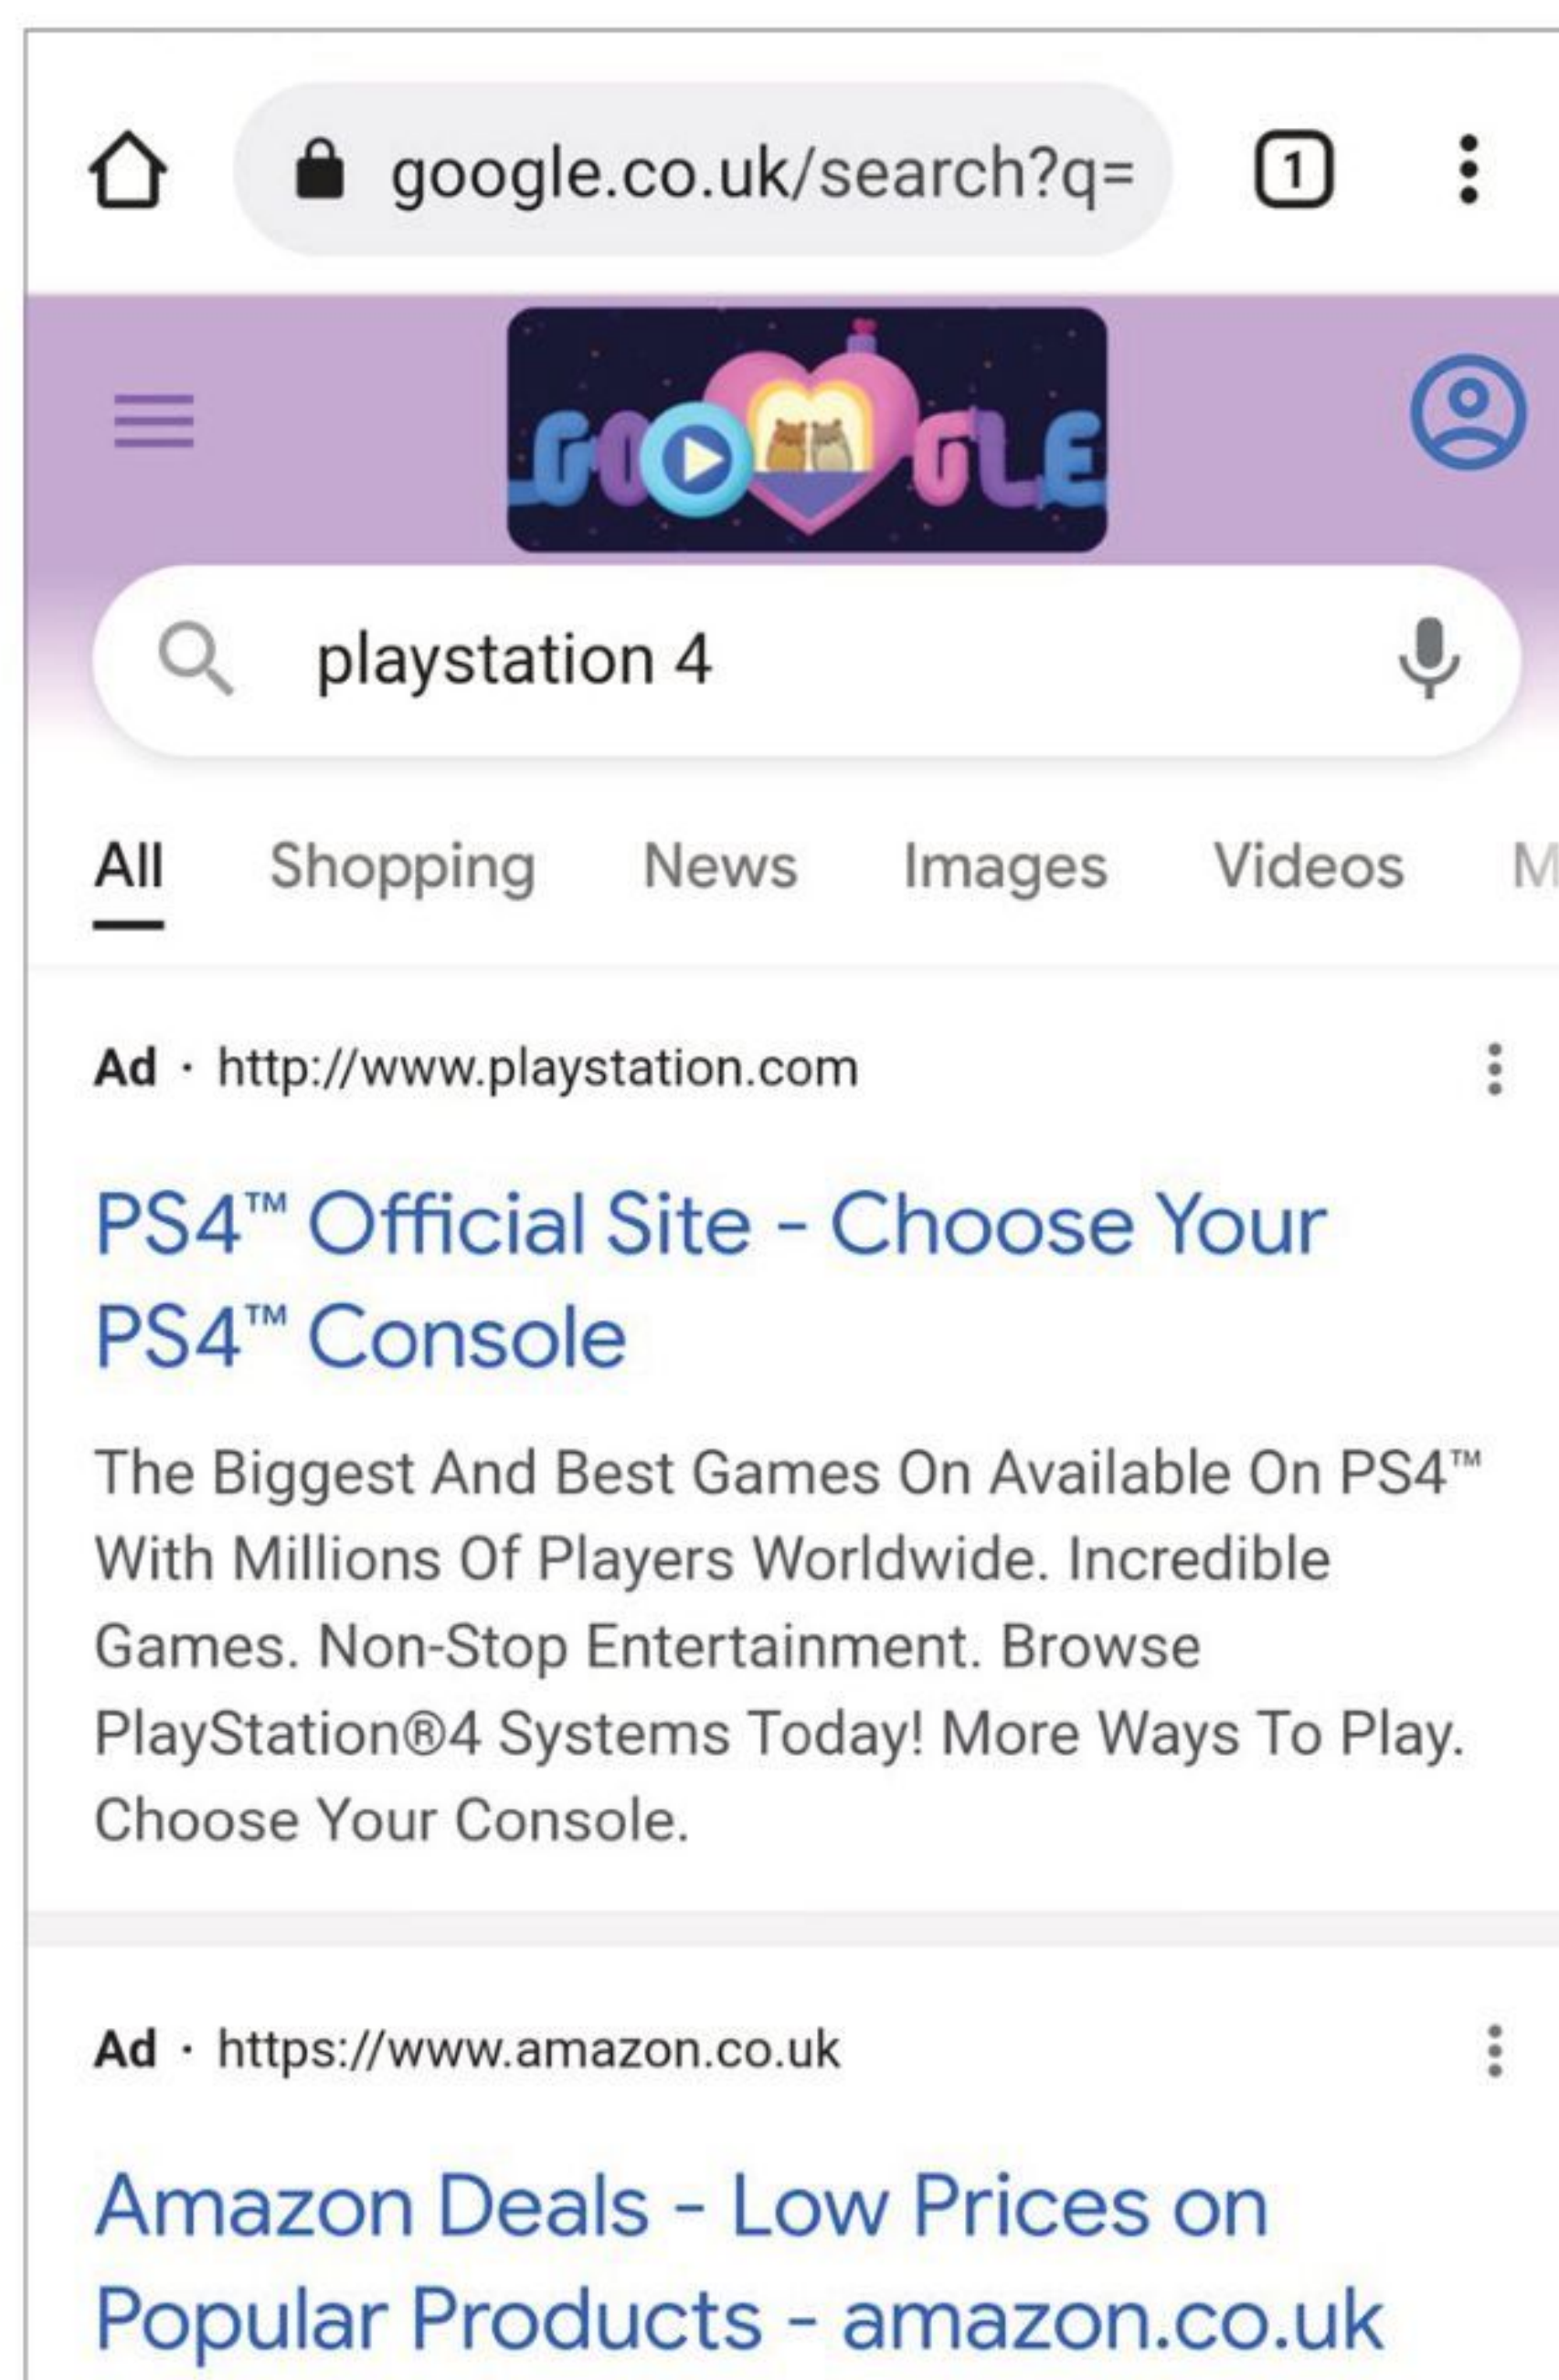 google.co.uk/search?q=
1
GOOGLE
playstation 4
All Shopping News Images Videos M
Ad · http://www.playstation.com
PS4™ Official Site - Choose Your
PS4™ Console
The Biggest And Best Games On Available On PS4™
With Millions Of Players Worldwide. Incredible
Games. Non-Stop Entertainment. Browse
PlayStation®4 Systems Today! More Ways To Play.
Choose Your Console.
Ad · https://www.amazon.co.uk
Amazon Deals - Low Prices on
Popular Products - amazon.co.uk